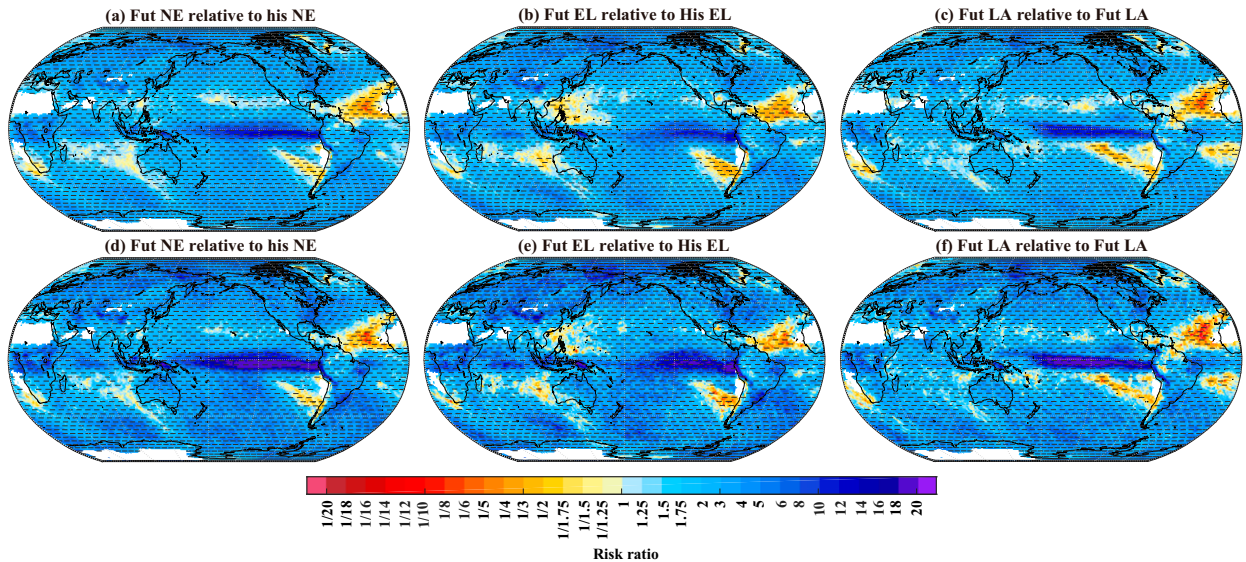 (a) Fut NE relative to his NE
(b) Fut EL relative to His EL
(c) Fut LA relative to Fut LA
(d) Fut NE relative to his NE
(e) Fut EL relative to His EL
(f) Fut LA relative to Fut LA
1/20 1/18 1/16 1/14 1/12 1/10 1/8 1/6 1/5 1/4 1/3 1/2 1/1.75 1/1.5 1/1.25 1 1.25 1.5 1.75 2 3 5 6 8 10 12 14 16 18 20
Risk ratio